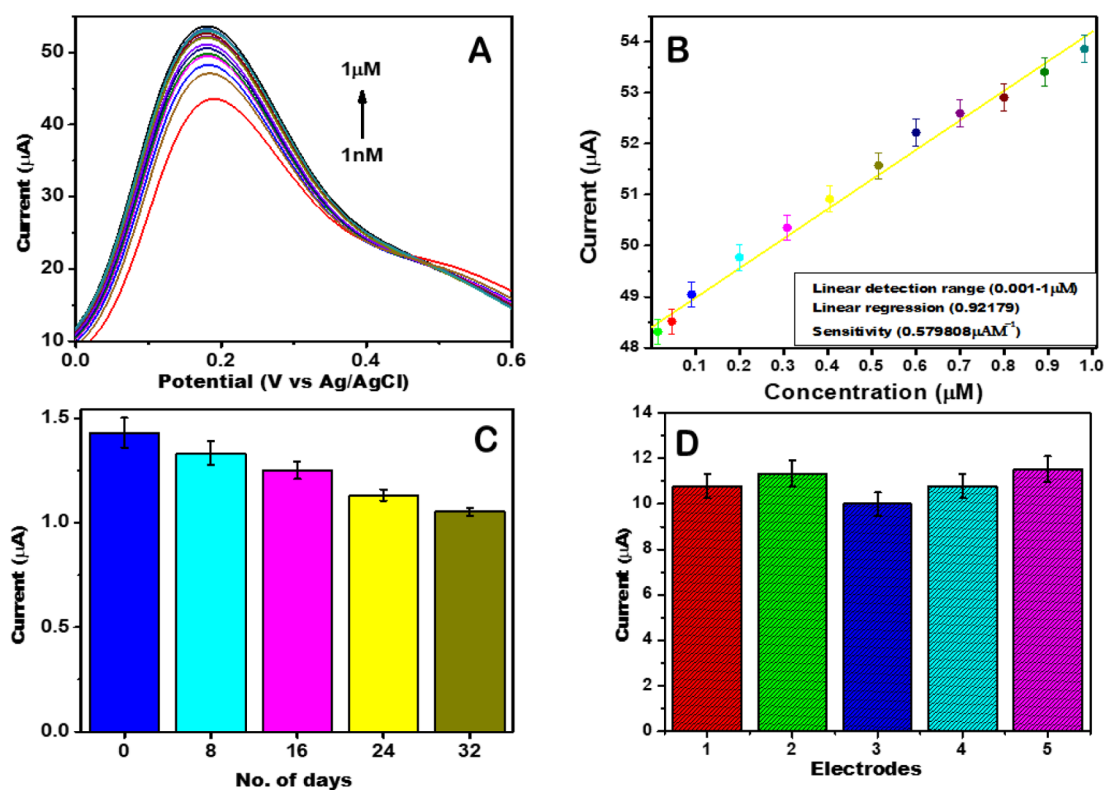 A
1μM
1nM
Current (μA)
50
40
30
20
10
0.0
0.2
0.4
0.6
Potential (V vs Ag/AgCl)
B
Current (μA)
54
53
52
51
50
49
48
Linear detection range (0.001-1μM)
Linear regression (0.92179)
Sensitivity (0.579808μAM⁻¹)
0.1
0.2
0.3
0.4
0.5
0.6
0.7
0.8
0.9
1.0
Concentration (μM)
C
Current (μA)
1.5
1.0
0.5
0.0
0
8
16
24
32
No. of days
D
Current (μA)
14
12
10
8
6
4
2
0
1
2
3
4
5
Electrodes